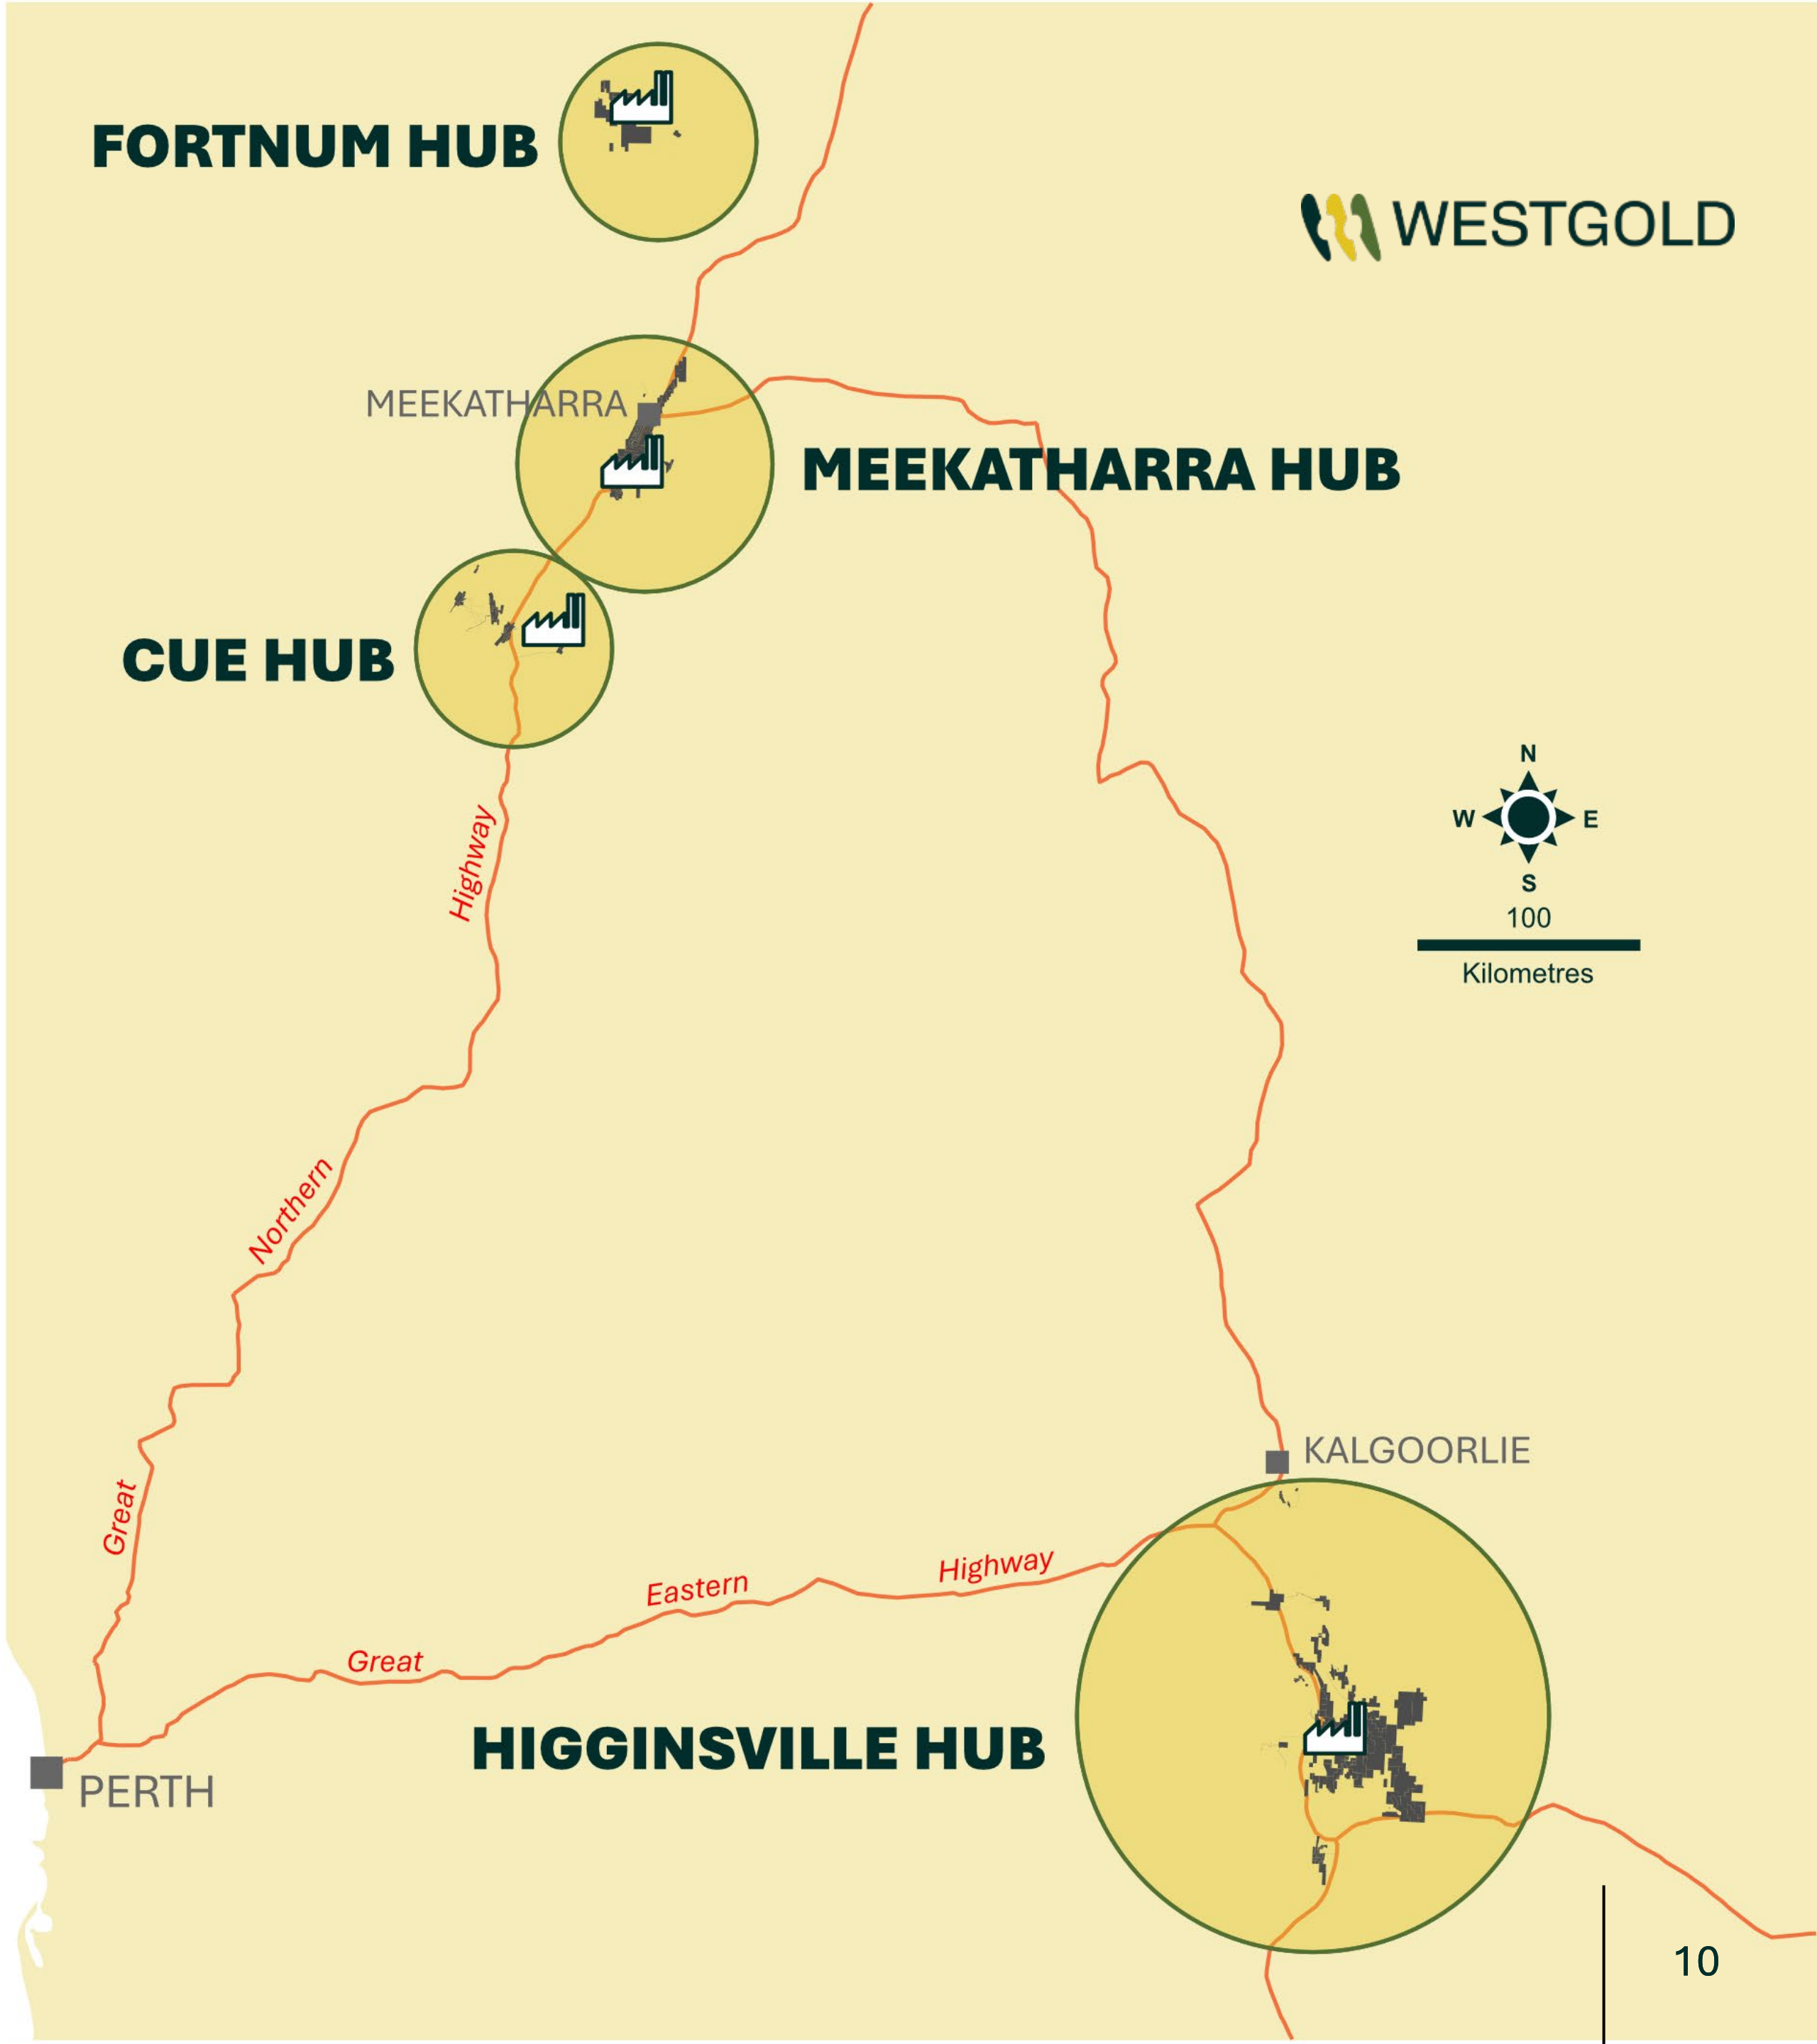 FORTNUM HUB
WESTGOLD
MEEKATHARRA
MEEKATHARRA HUB
CUE HUB
N
W
E
S
100
Kilometres
Highway
Northern
Great
KALGOORLIE
Highway
Eastern
Great
HIGGINSVILLE HUB
PERTH
10